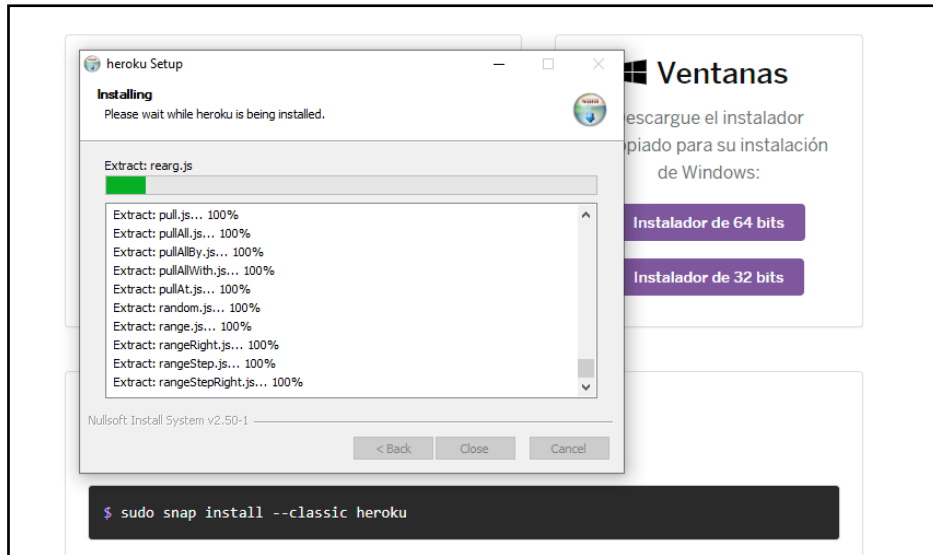 heroku Setup
Installing
Please wait while heroku is being installed.
Extract: rearg.js
Extract: pull.js... 100%
Extract: pullAll.js... 100%
Extract: pullAllBy.js... 100%
Extract: pullAllWith.js... 100%
Extract: pullAt.js... 100%
Extract: random.js... 100%
Extract: range.js... 100%
Extract: rangeRight.js... 100%
Extract: rangeStep.js... 100%
Extract: rangeStepRight.js... 100%
Nullsoft Install System v2.50-1
< Back Close Cancel
Ventanas
escargue el instalador
opiado para su instalación
de Windows:
Instalador de 64 bits
Instalador de 32 bits
$ sudo snap install --classic heroku